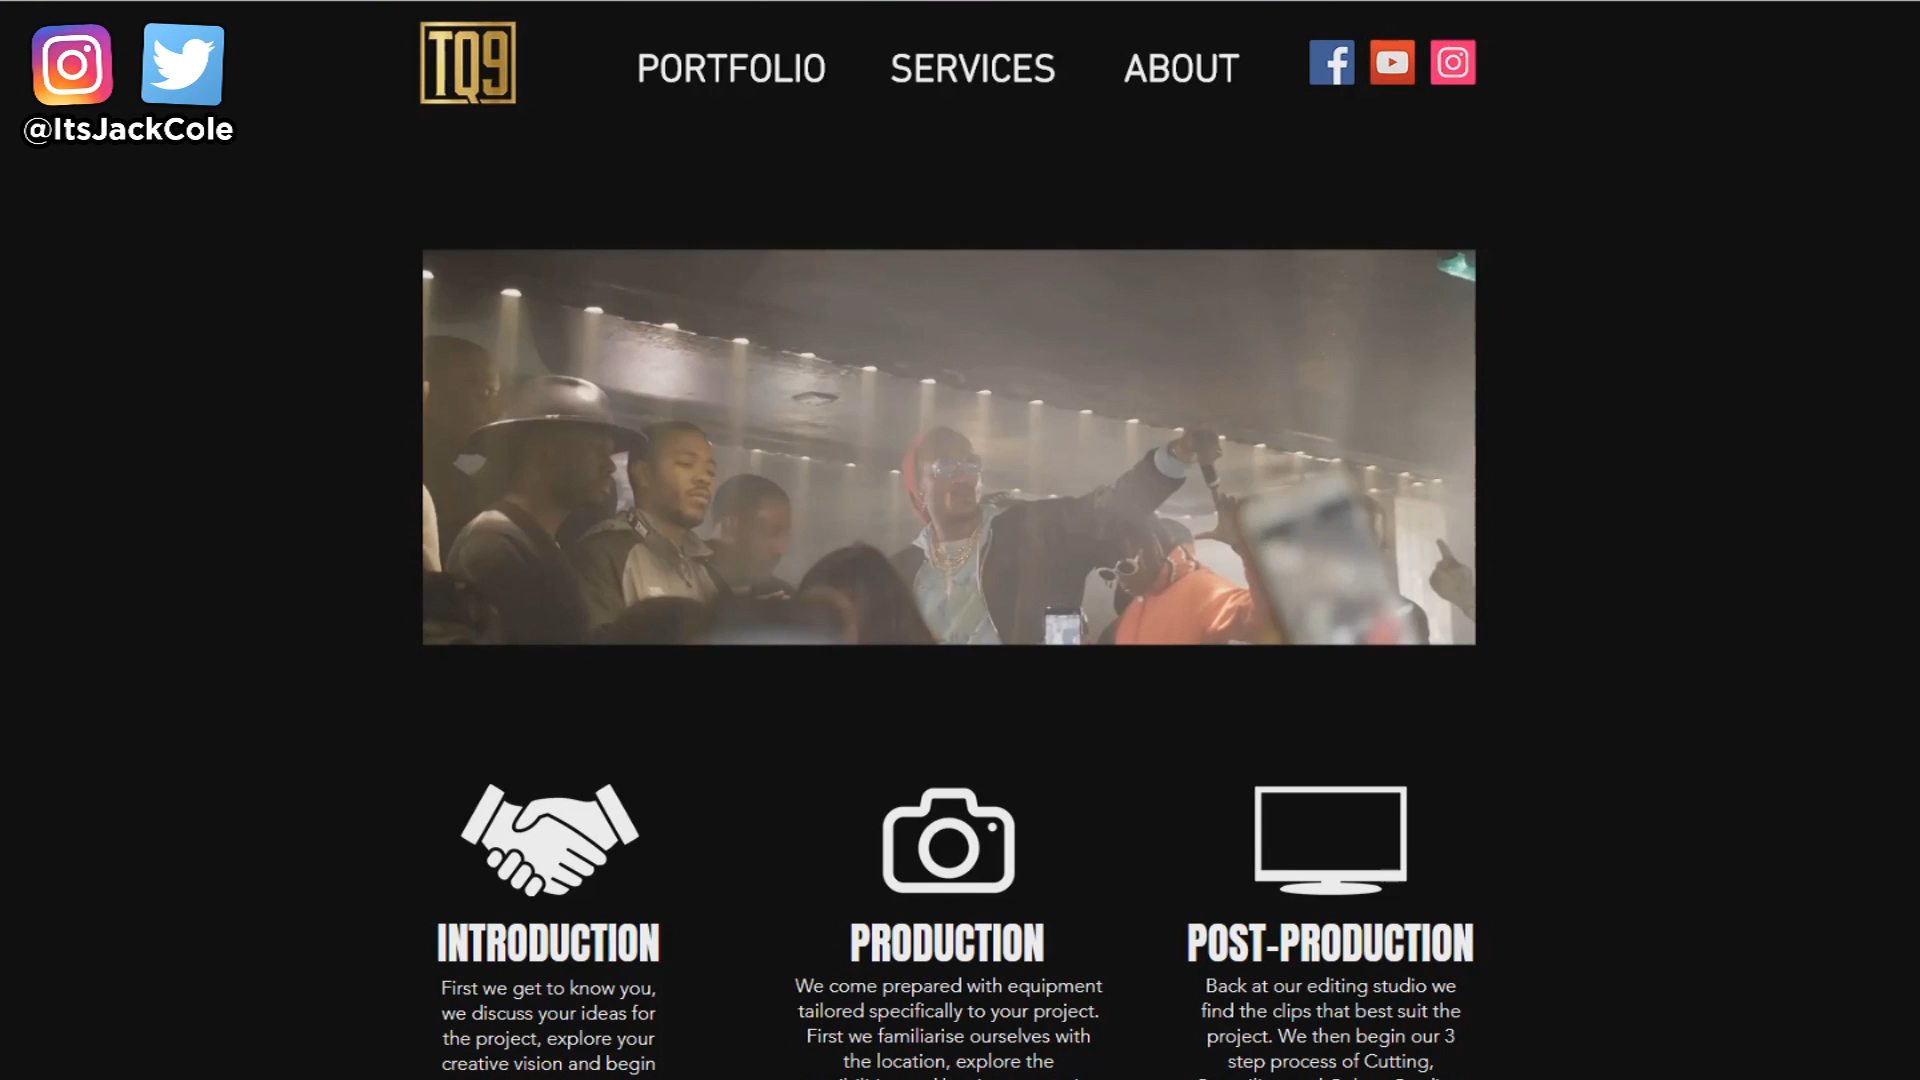 @ItsJackCole
TQ9
PORTFOLIO
SERVICES
ABOUT
INTRODUCTION
First we get to know you,
we discuss your ideas for
the project, explore your
creative vision and begin
PRODUCTION
We come prepared with equipment
tailored specifically to your project.
First we familiarise ourselves with
the location, explore the
POST-PRODUCTION
Back at our editing studio we
find the clips that best suit the
project. We then begin our 3
step process of Cutting,